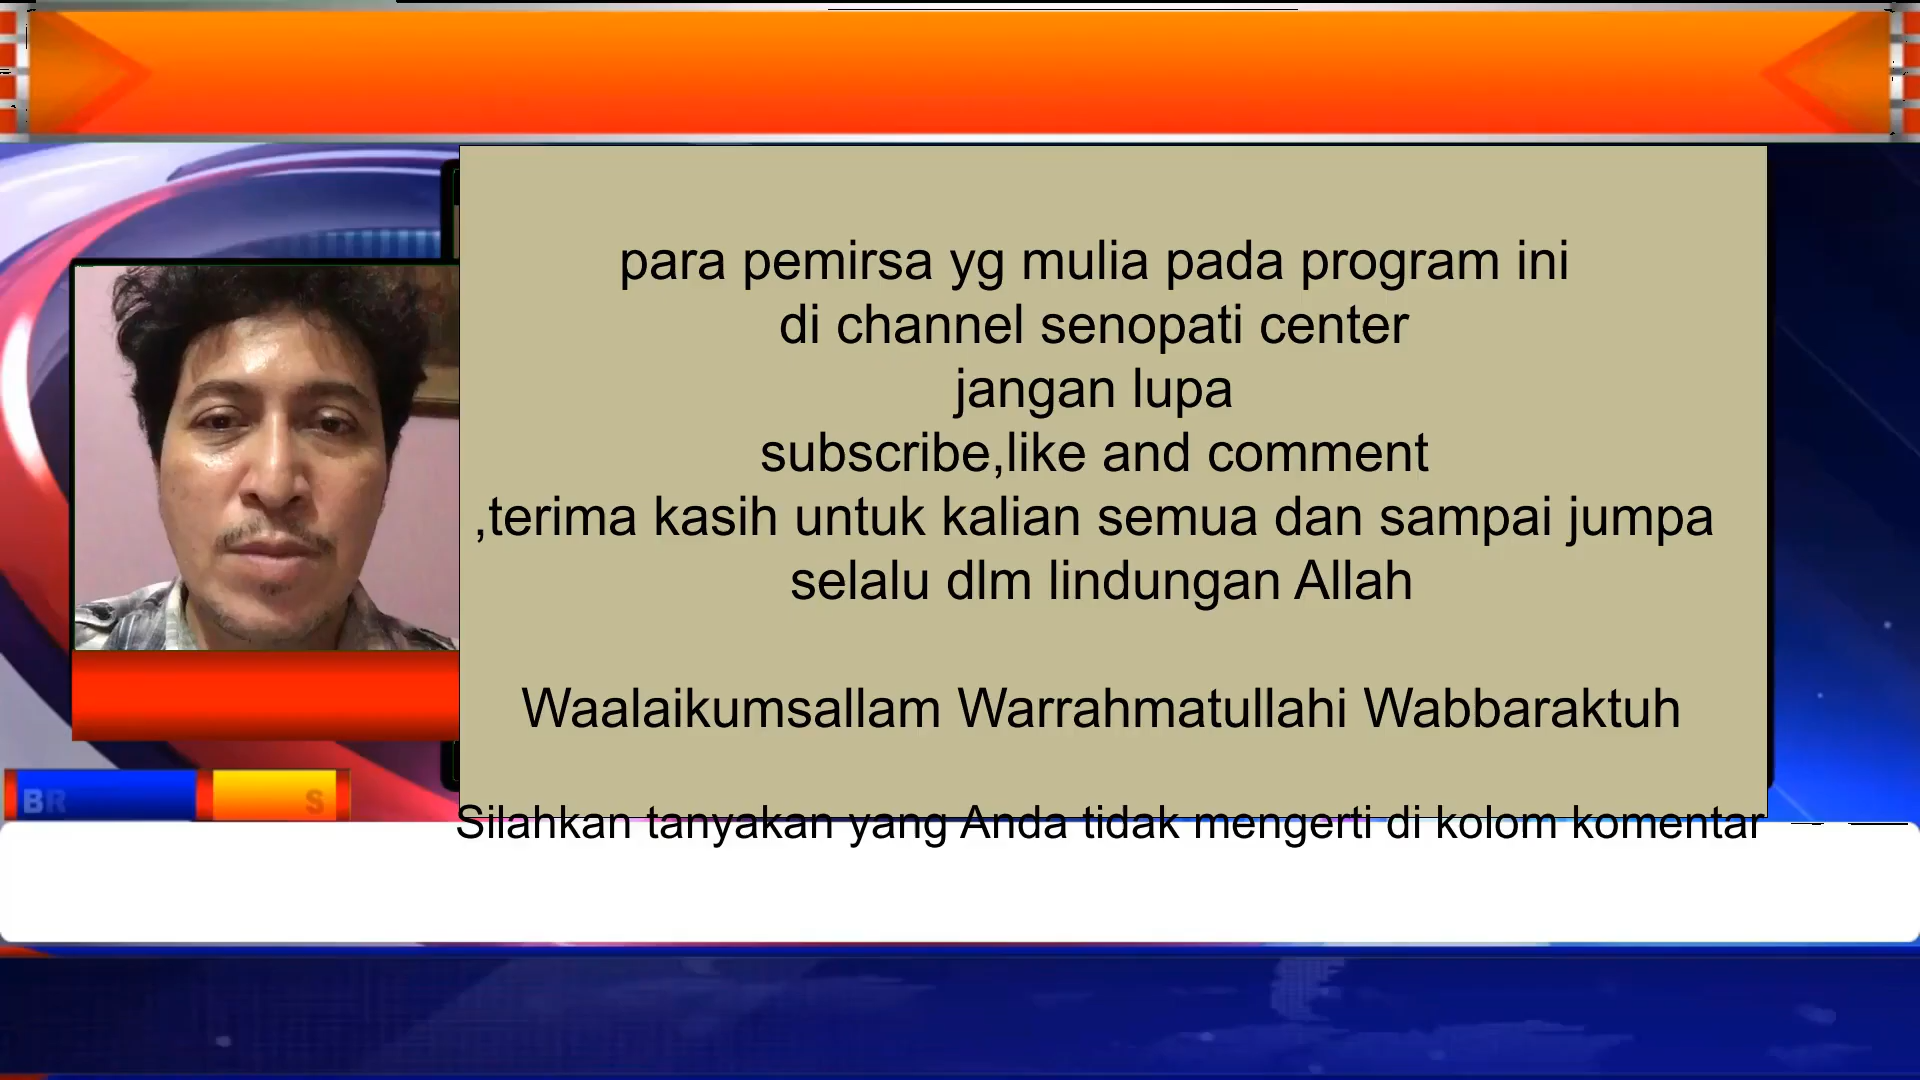 para pemirsa yg mulia pada program ini
di channel senopati center
jangan lupa
subscribe,like and comment
,terima kasih untuk kalian semua dan sampai jumpa
selalu dlm lindungan Allah
Waalaikumsallam Warrahmatullahi Wabbaraktuh
BR S
Silahkan tanyakan yang Anda tidak mengerti di kolom komentar